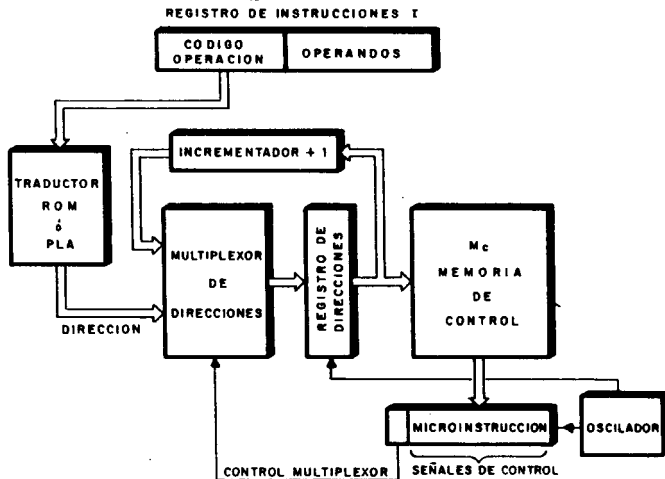 REGISTRO DE INSTRUCCIONES I
CODIGO
OPERACION
OPERANDOS
INCREMENTADOR + 1
TRADUCTOR
ROM
ó
PLA
MULTIPLEXOR
DE
DIRECCIONES
REGISTRO DE
DIRECCIONES
Mc
MEMORIA
DE
CONTROL
DIRECCION
MICROINSTRUCCION
OSCILADOR
CONTROL MULTIPLEXOR
SEÑALES DE CONTROL